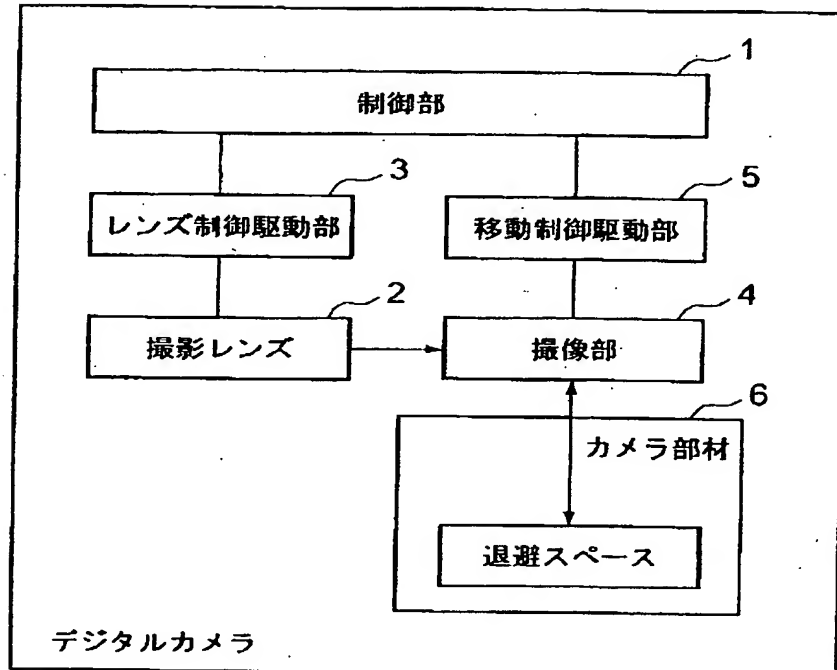 1
制御部
3
5
レンズ制御駆動部
移動制御駆動部
2
4
撮影レンズ
撮像部
6
カメラ部材
退避スペース
デジタルカメラ